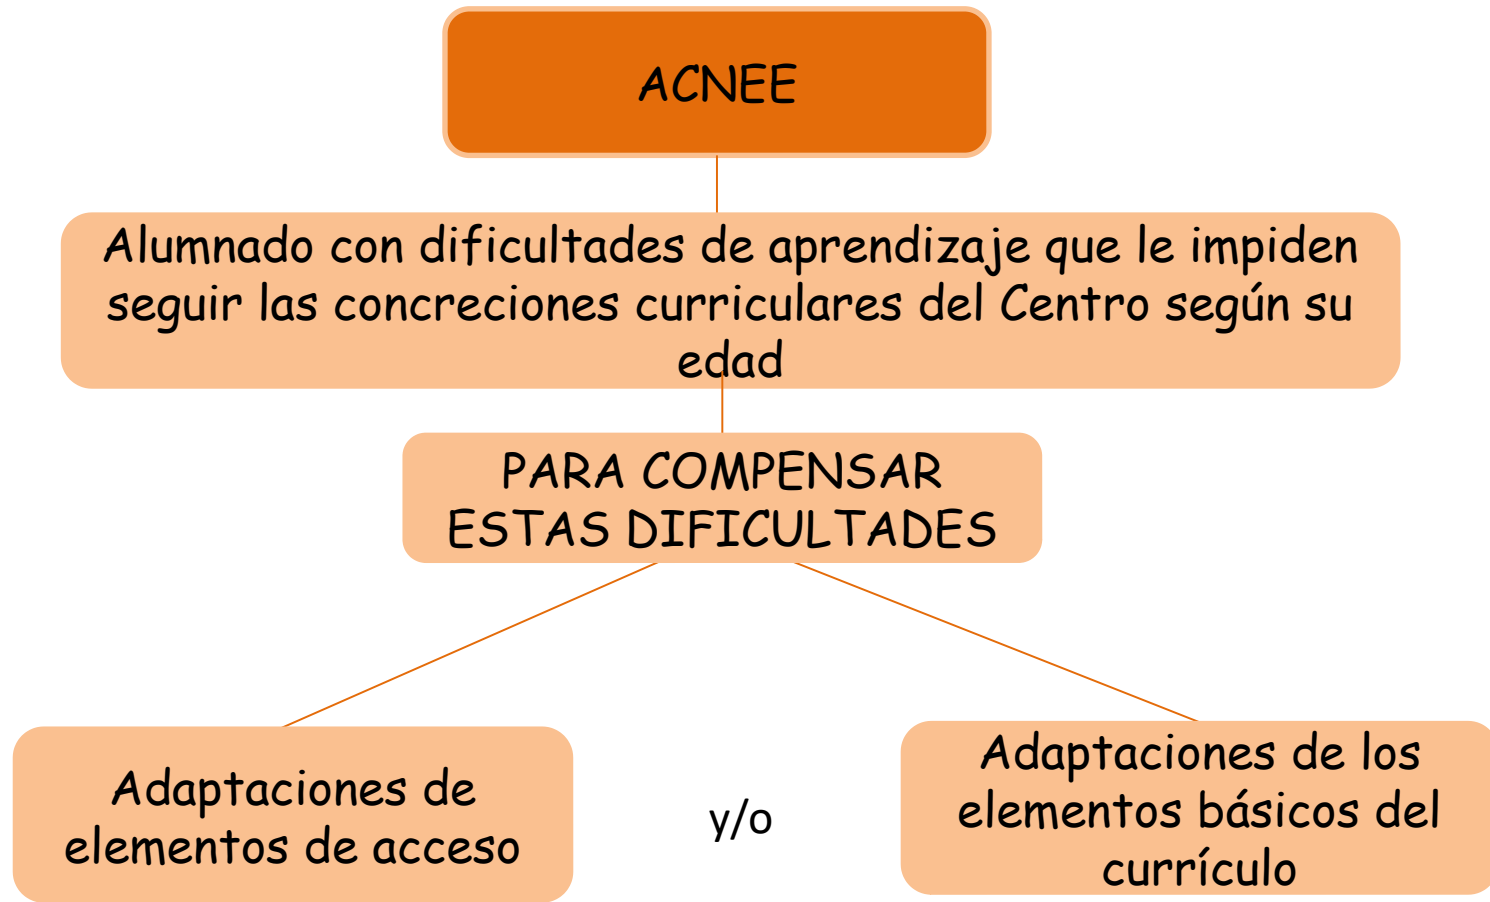 ACNEE
Alumnado con dificultades de aprendizaje que le impiden
seguir las concreciones curriculares del Centro según su
edad
PARA COMPENSAR
ESTAS DIFICULTADES
Adaptaciones de
elementos de acceso
y/o
Adaptaciones de los
elementos básicos del
currículo